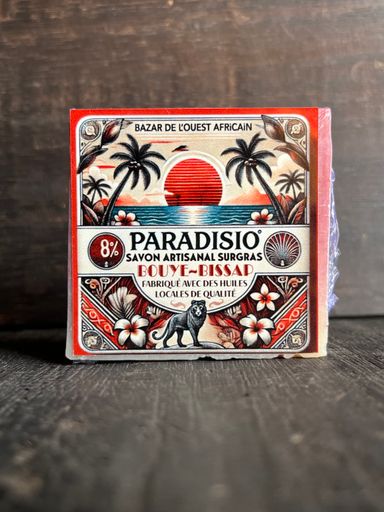 BAZAR DE L'OUEST AFRICAIN
8%
PARADISIO°
SAVON ARTISANAL SURGRAS
BOUYE~BISSAP
FABRIQUÉ AVEC DES HUILES
LOCALES DE QUALITÉ